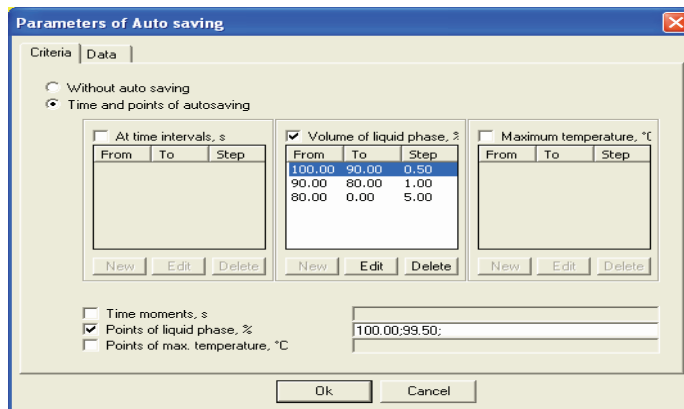 Parameters of Auto saving
Criteria Data
Without auto saving
Time and points of autosaving
At time intervals, s Volume of liquid phase, % Maximum temperature, °C
From To Step From To Step From To Step
100.00 90.00 0.50
90.00 80.00 1.00
80.00 0.00 5.00
New Edit Delete New Edit Delete New Edit Delete
Time moments, s
Points of liquid phase, % 100.00;99.50;
Points of max. temperature, °C
Ok Cancel